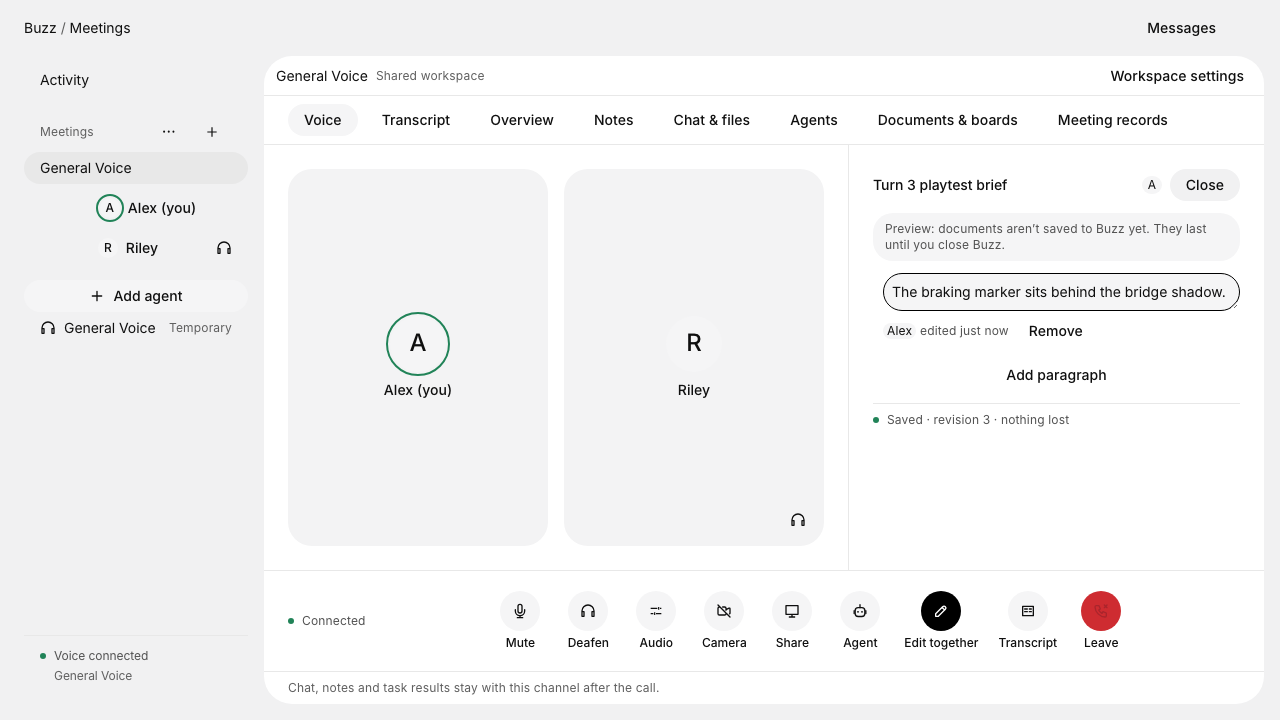 Buzz / Meetings
Messages
Activity
Meetings
General Voice
A Alex (you)
R Riley
Add agent
General Voice Temporary
Voice connected
General Voice
General Voice Shared workspace
Workspace settings
Voice Transcript Overview Notes Chat & files Agents Documents & boards Meeting records
A
Alex (you)
R
Riley
Turn 3 playtest brief
A
Close
Preview: documents aren’t saved to Buzz yet. They last
until you close Buzz.
The braking marker sits behind the bridge shadow.
Alex edited just now Remove
Add paragraph
Saved · revision 3 · nothing lost
Connected
Mute Deafen Audio Camera Share Agent Edit together Transcript Leave
Chat, notes and task results stay with this channel after the call.